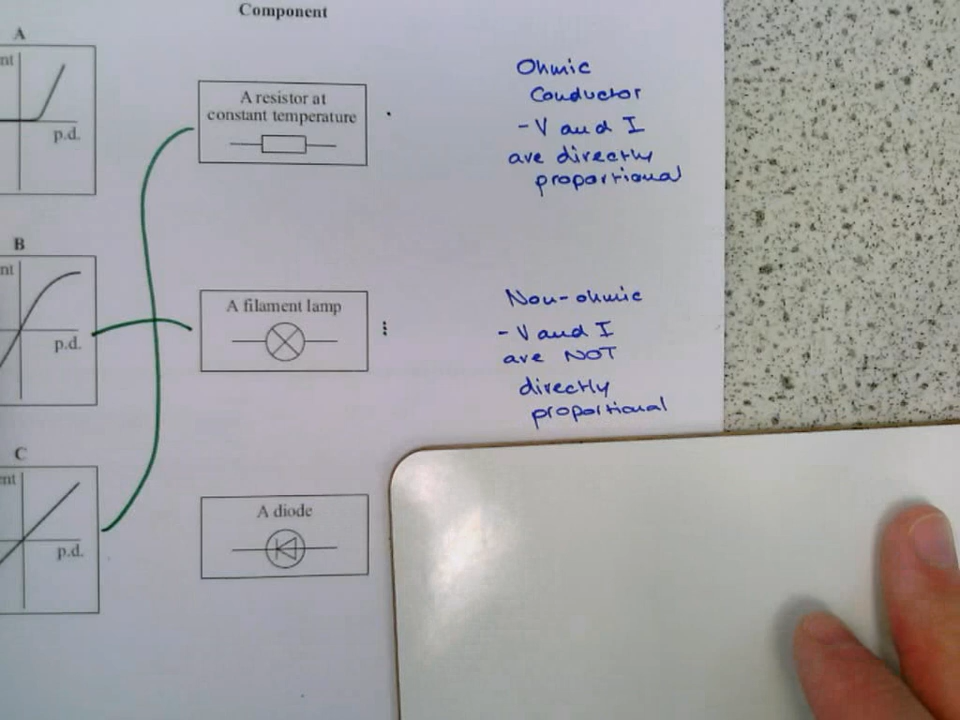 Component
A
nt
p.d.
A resistor at
constant temperature
Ohmic
Conductor
- V and I
are directly
proportional
B
nt
p.d.
A filament lamp
Non-ohmic
- V and I
are NOT
directly
proportional
C
ent
p.d.
A diode